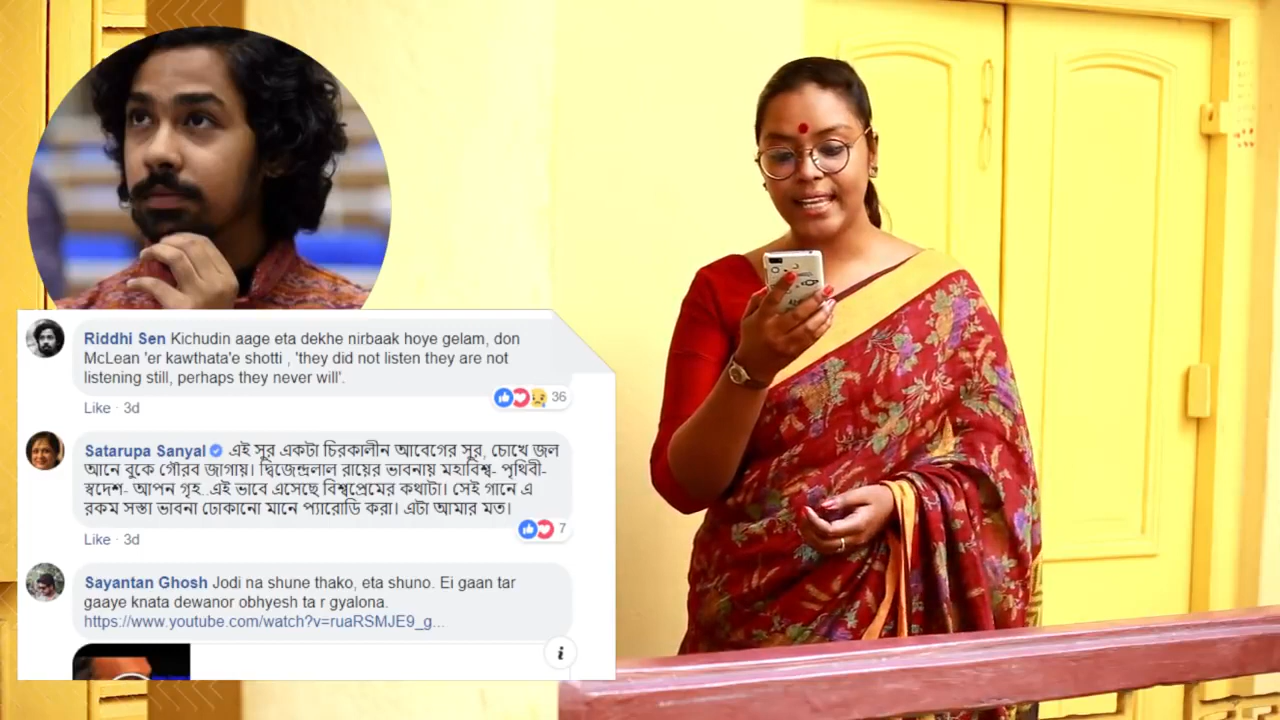 Riddhi Sen Kichudin aage eta dekhe nirbaak hoye gelam, don
McLean 'er kawthata'e shotti , 'they did not listen they are not
listening still, perhaps they never will'.
36
Like · 3d
Satarupa Sanyal এই সুর একটা চিরকালীন আবেগের সুর, চোখে জল
আনে বুকে গৌরব জাগায়। দ্বিজেন্দ্রলাল রায়ের ভাবনায় মহাবিশ্ব- পৃথিবী-
স্বদেশ- আপন গৃহ..এই ভাবে এসেছে বিশ্বপ্রেমের কথাটা। সেই গানে এ
রকম সস্তা ভাবনা ঢোকানো মানে প্যারোডি করা। এটা আমার মত।
7
Like · 3d
Sayantan Ghosh Jodi na shune thako, eta shuno. Ei gaan tar
gaaye knata dewanor obhyesh ta r gyalona.
https://www.youtube.com/watch?v=ruaRSMJE9_g...
i